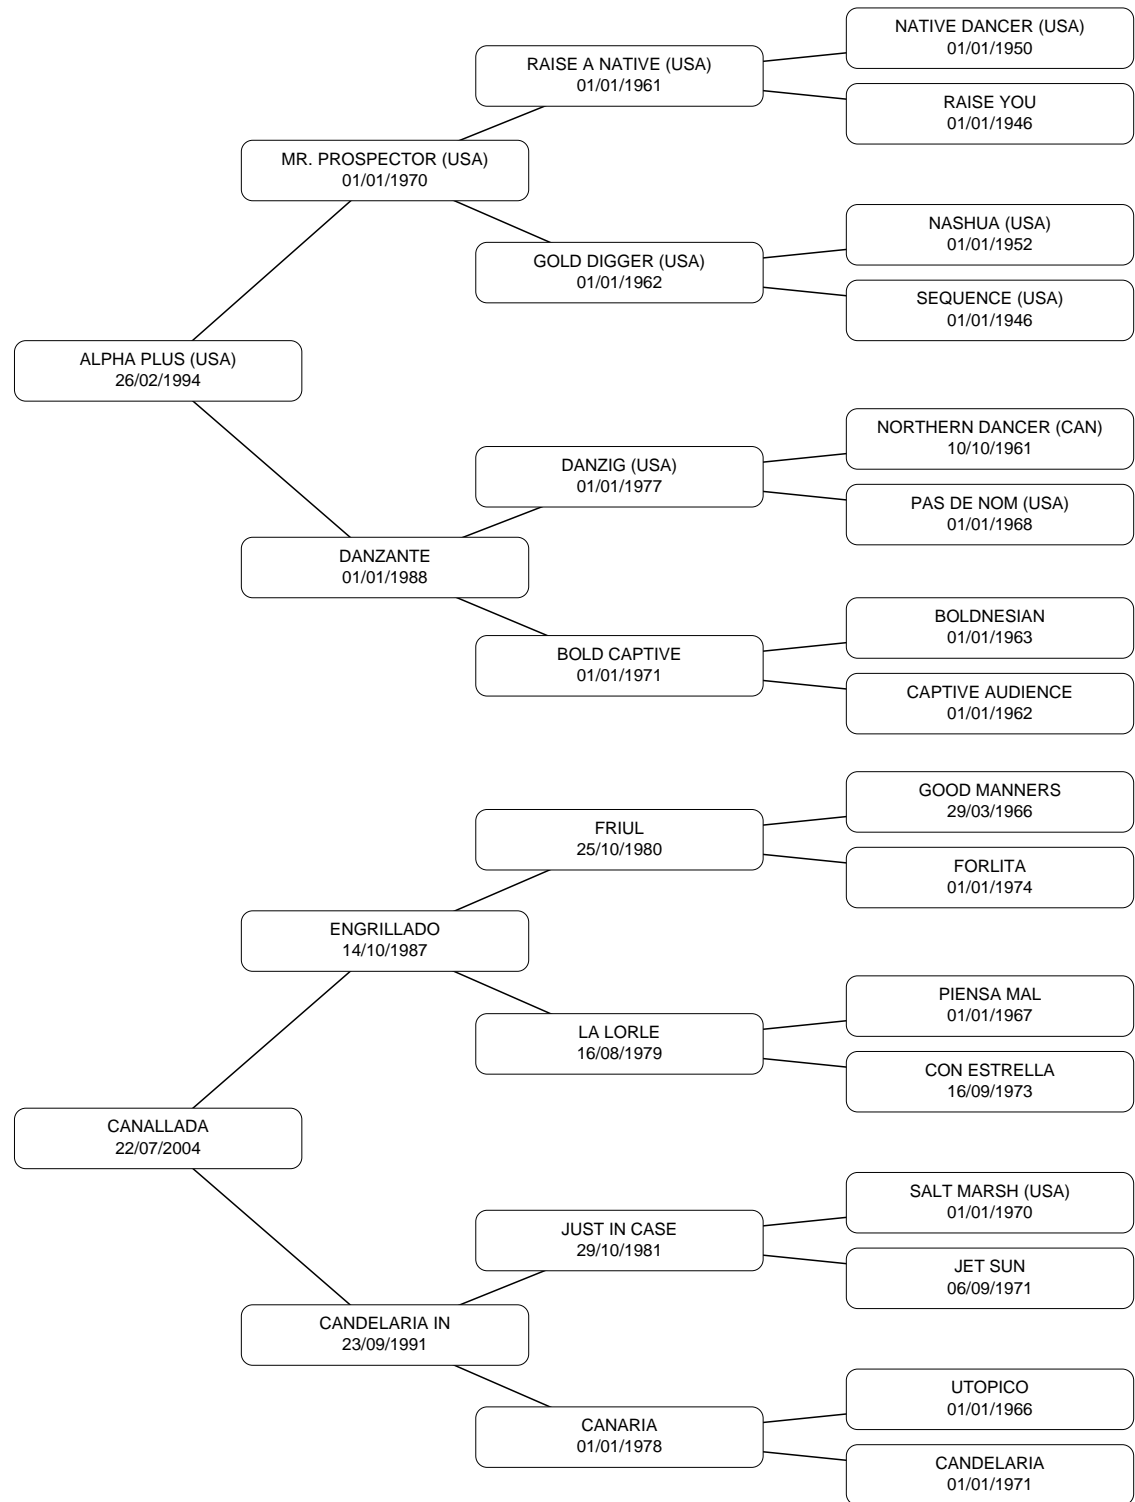 NATIVE DANCER (USA)
01/01/1950
RAISE A NATIVE (USA)
01/01/1961
RAISE YOU
01/01/1946
MR. PROSPECTOR (USA)
01/01/1970
NASHUA (USA)
01/01/1952
GOLD DIGGER (USA)
01/01/1962
SEQUENCE (USA)
01/01/1946
ALPHA PLUS (USA)
26/02/1994
NORTHERN DANCER (CAN)
10/10/1961
DANZIG (USA)
01/01/1977
PAS DE NOM (USA)
01/01/1968
DANZANTE
01/01/1988
BOLDNESIAN
01/01/1963
BOLD CAPTIVE
01/01/1971
CAPTIVE AUDIENCE
01/01/1962
GOOD MANNERS
29/03/1966
FRIUL
25/10/1980
FORLITA
01/01/1974
ENGRILLADO
14/10/1987
PIENSA MAL
01/01/1967
LA LORLE
16/08/1979
CON ESTRELLA
16/09/1973
CANALLADA
22/07/2004
SALT MARSH (USA)
01/01/1970
JUST IN CASE
29/10/1981
JET SUN
06/09/1971
CANDELARIA IN
23/09/1991
UTOPICO
01/01/1966
CANARIA
01/01/1978
CANDELARIA
01/01/1971